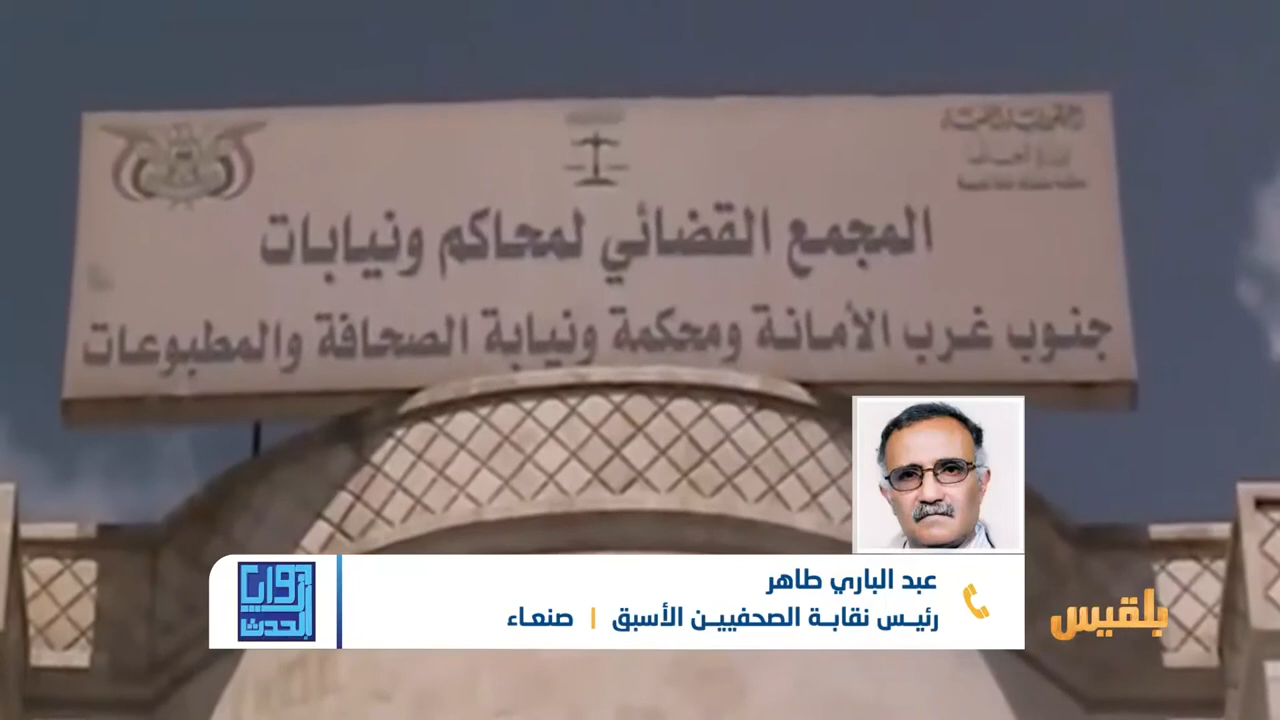 المجمع القضائي لمحاكم ونيابات
جنوب غرب الأمانة ومحكمة ونيابة الصحافة والمطبوعات
عبد الباري طاهر
رئيس نقابة الصحفيين الأسبق | صنعاء
زوايا الحدث
بلقيس